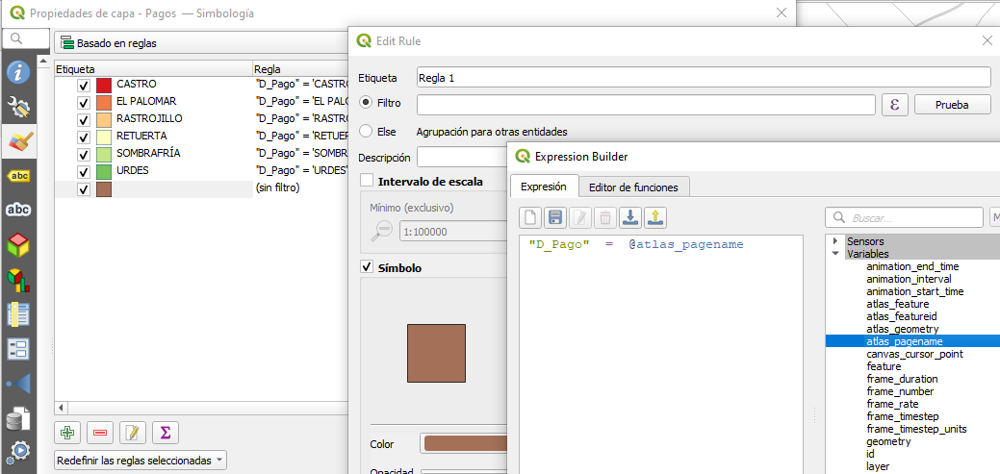 Propiedades de capa - Pagos — Simbología
Basado en reglas
Etiqueta Regla
CASTRO "D_Pago" = 'CASTRO
EL PALOMAR "D_Pago" = 'EL PALO
RASTROJILLO "D_Pago" = 'RASTRO
RETUERTA "D_Pago" = 'RETUER
SOMBRAFRÍA "D_Pago" = 'SOMBR
URDES "D_Pago" = 'URDES'
(sin filtro)
abc
abc
Redefinir las reglas seleccionadas
Edit Rule
Etiqueta Regla 1
Filtro ε Prueba
Else Agrupación para otras entidades
Descripción
Intervalo de escala
Mínimo (exclusivo)
1:100000
Símbolo
Color
Opacidad
Expression Builder
Expresión Editor de funciones
"D_Pago" = @atlas_pagename
Buscar...
M
Sensors
Variables
animation_end_time
animation_interval
animation_start_time
atlas_feature
atlas_featureid
atlas_geometry
atlas_pagename
canvas_cursor_point
feature
frame_duration
frame_number
frame_rate
frame_timestep
frame_timestep_units
geometry
id
layer